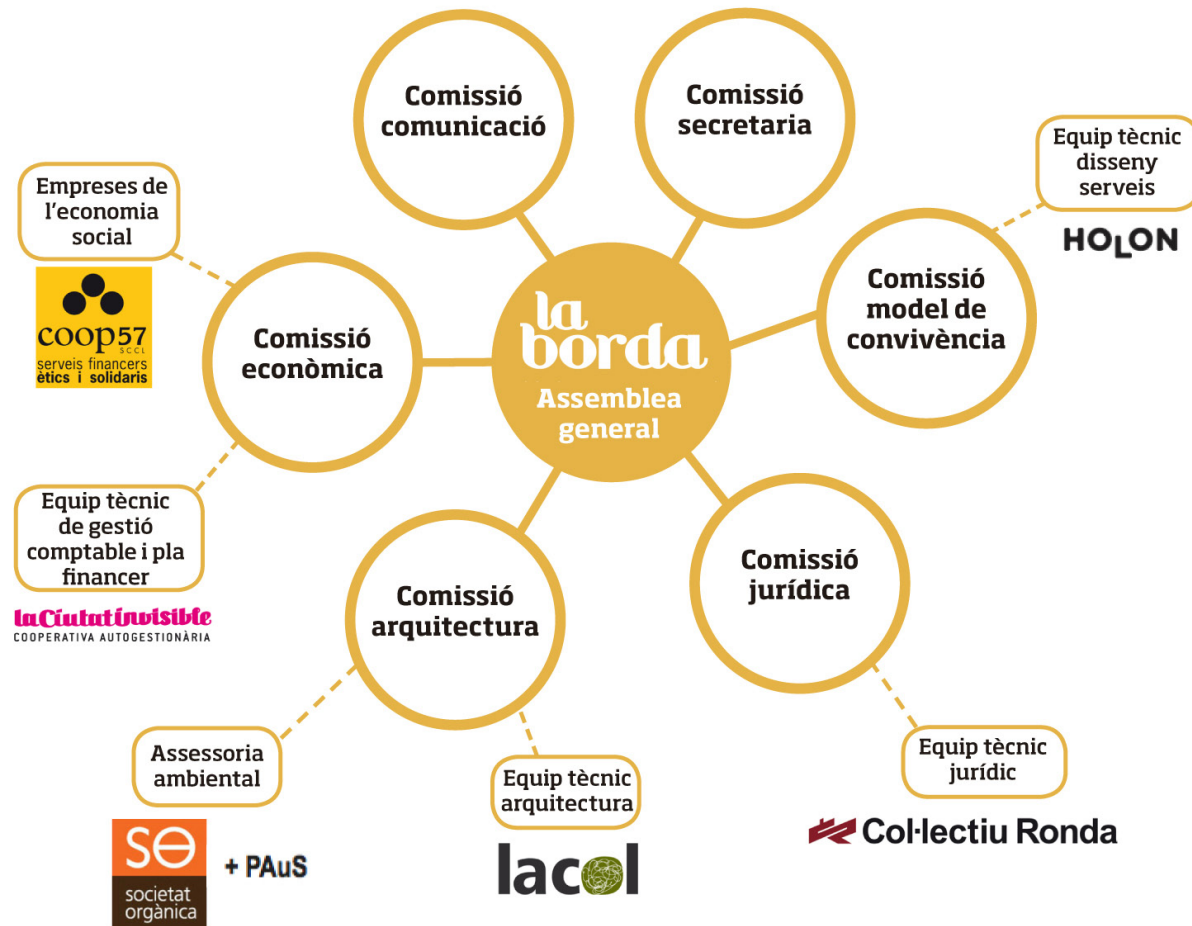 Comissió
comunicació
Comissió
secretaria
Equip tècnic
disseny
serveis
HOLON
Empreses de
l'economia
social
coop57
SCCL
serveis financers
ètics i solidaris
Comissió
econòmica
la
borda
Assemblea
general
Comissió
model de
convivència
Equip tècnic
de gestió
comptable i pla
financer
la Ciutat invisible
COOPERATIVA AUTOGESTIONÀRIA
Comissió
arquitectura
Comissió
jurídica
Assessoria
ambiental
so
societat
orgànica
+ PAuS
Equip tècnic
arquitectura
lacol
Equip tècnic
jurídic
Col·lectiu Ronda